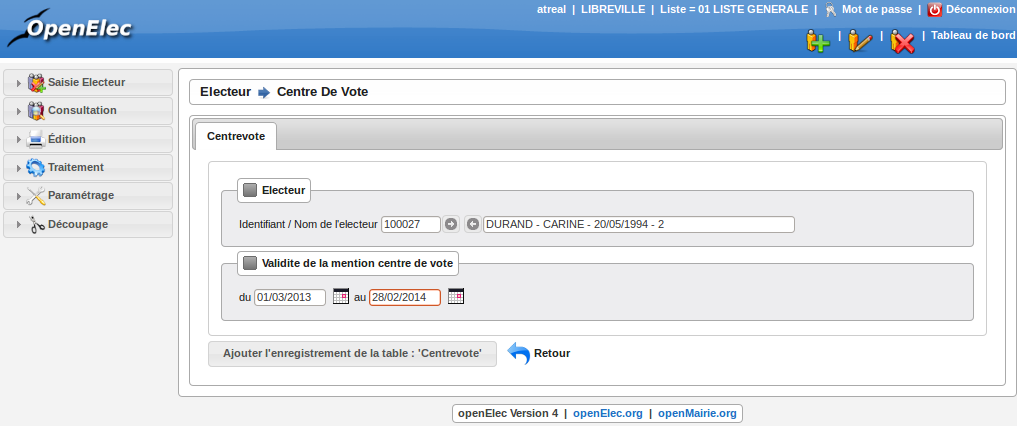 OpenElec
atreal | LIBREVILLE | Liste = 01 LISTE GENERALE | Mot de passe | Déconnexion
| | | Tableau de bord
Saisie Electeur
Consultation
Édition
Traitement
Paramétrage
Découpage
Electeur Centre De Vote
Centrevote
Electeur
Identifiant / Nom de l'electeur 100027 DURAND - CARINE - 20/05/1994 - 2
Validite de la mention centre de vote
du 01/03/2013 au 28/02/2014
Ajouter l'enregistrement de la table : 'Centrevote' Retour
openElec Version 4 | openElec.org | openMairie.org